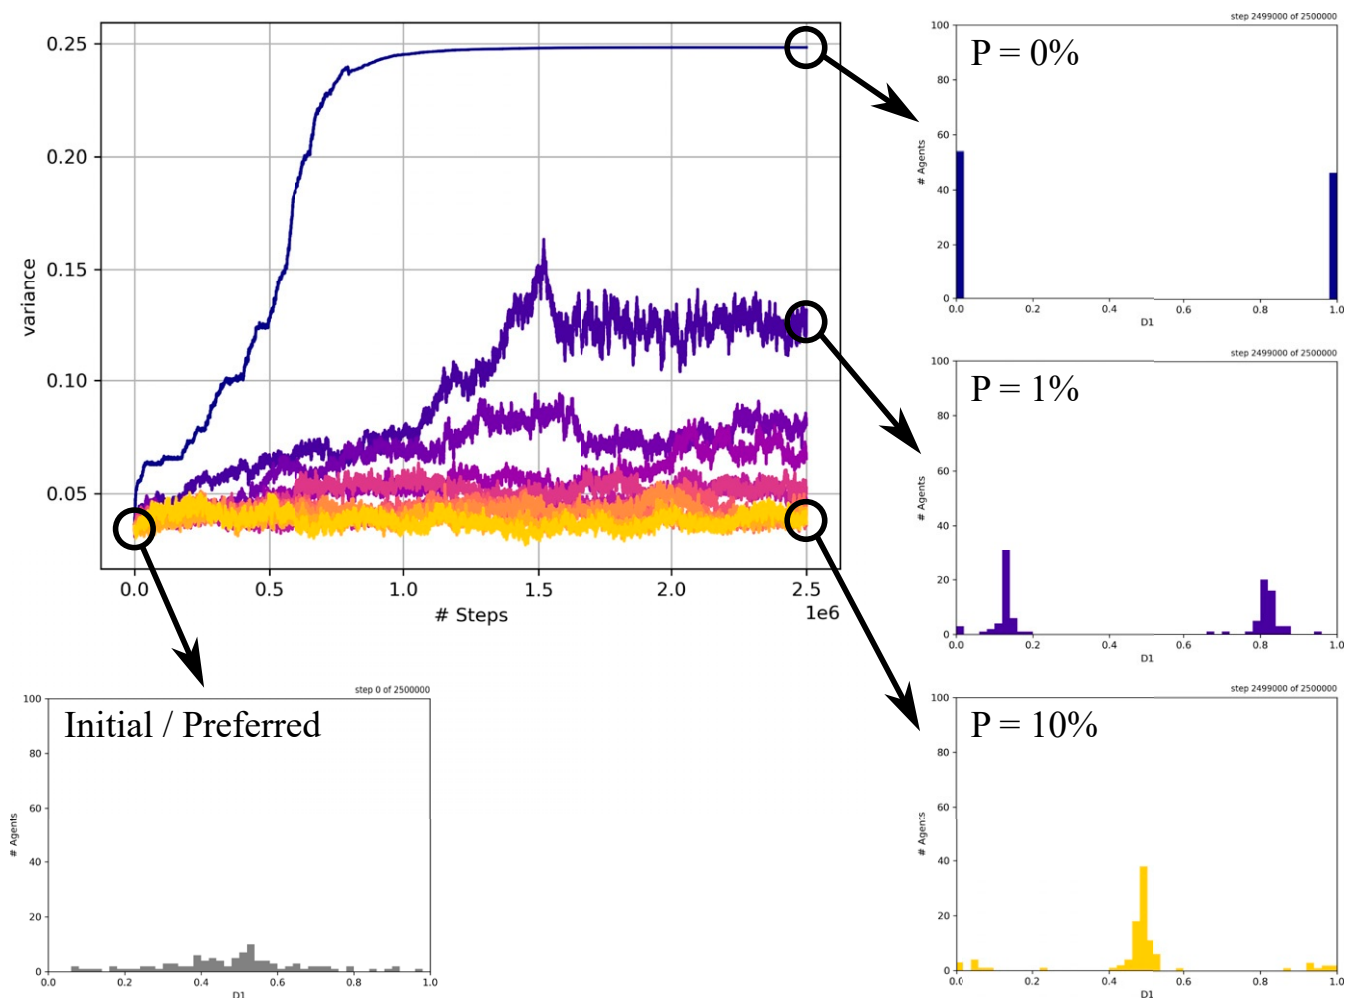 variance
0.25
0.20
0.15
0.10
0.05
0.0 0.5 1.0 1.5 2.0 2.5
1e6
# Steps
step 2499000 of 2500000
P = 0%
# Agents
100
80
60
40
20
0
0.0 0.2 0.4 0.6 0.8 1.0
D1
P = 1%
step 2499000 of 2500000
# Agents
100
80
60
40
20
0
0.0 0.2 0.4 0.6 0.8 1.0
D1
step 0 of 2500000
Initial / Preferred
# Agents
100
80
60
40
20
0
0.0 0.2 0.4 0.6 0.8 1.0
D1
step 2499000 of 2500000
P = 10%
# Agents
100
80
60
40
20
0
0.0 0.2 0.4 0.6 0.8 1.0
D1